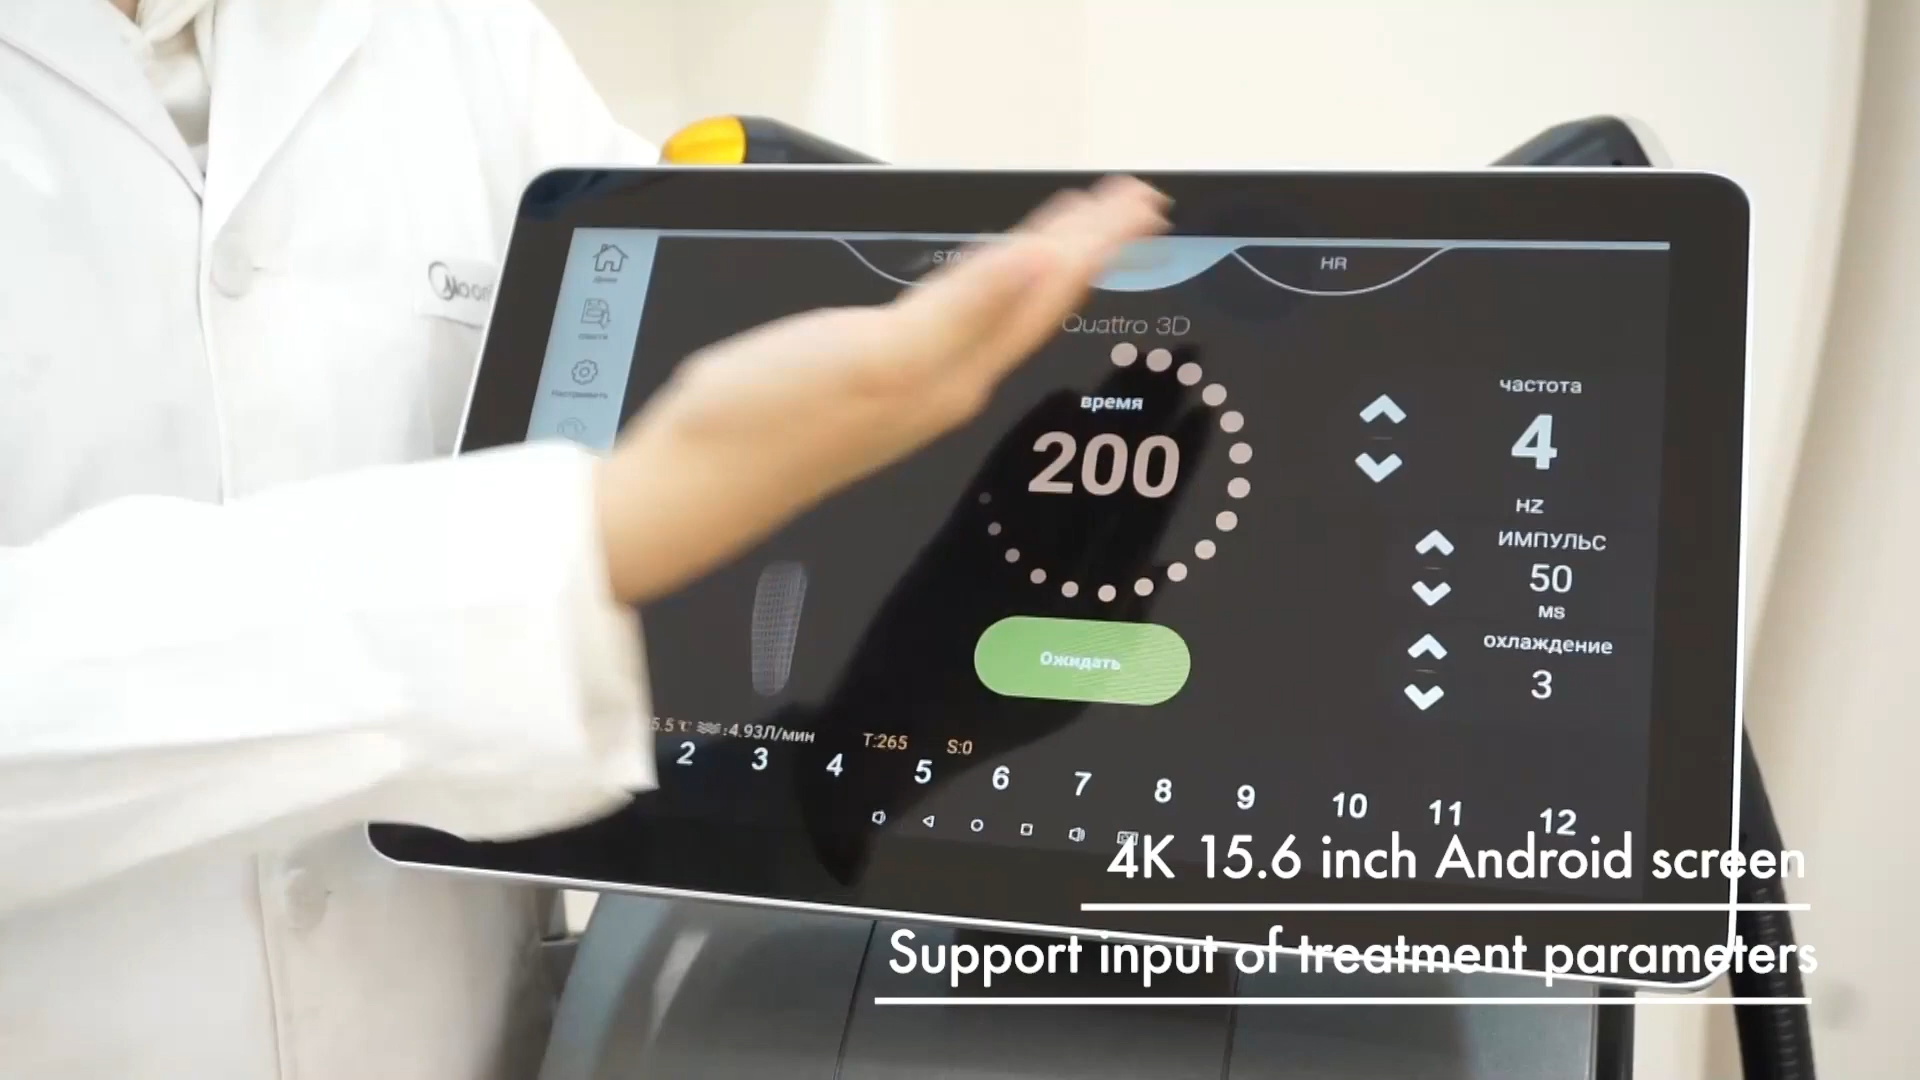 HR
Quattro 3D
время
200
частота
4
HZ
ИМПУЛЬС
50
MS
охлаждение
3
Ожидать
5.5 ℃ :4.93Л/мин T:265 S:0
2 3 4 5 6 7 8 9 10 11 12
4K 15.6 inch Android screen
Support input of treatment parameters